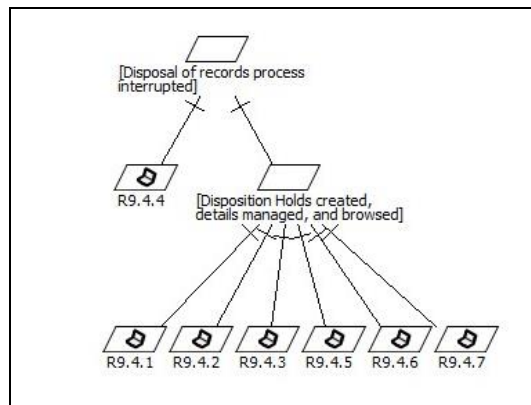 [Disposal of records process
interrupted]
R9.4.4
[Disposition Holds created,
details managed, and browsed]
R9.4.1 R9.4.2 R9.4.3 R9.4.5 R9.4.6 R9.4.7